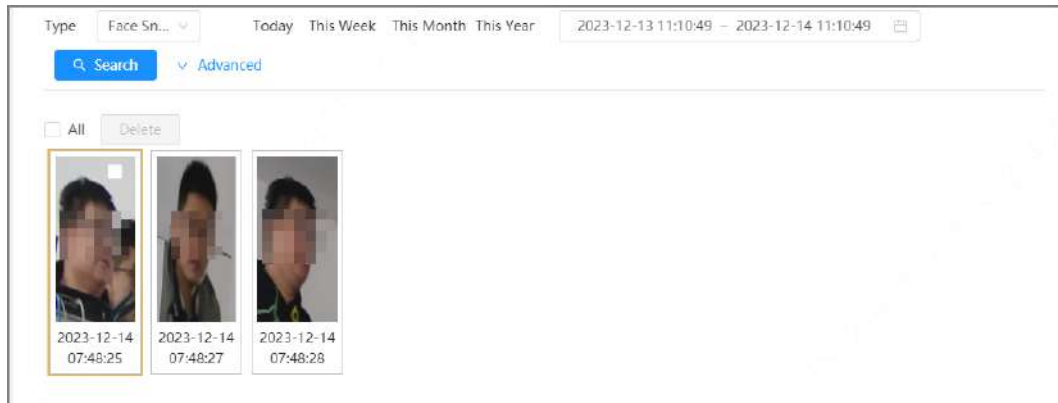 Type Face Sn... Today This Week This Month This Year 2023-12-13 11:10:49 – 2023-12-14 11:10:49
Search Advanced
All Delete
2023-12-14 2023-12-14 2023-12-14
07:48:25 07:48:27 07:48:28